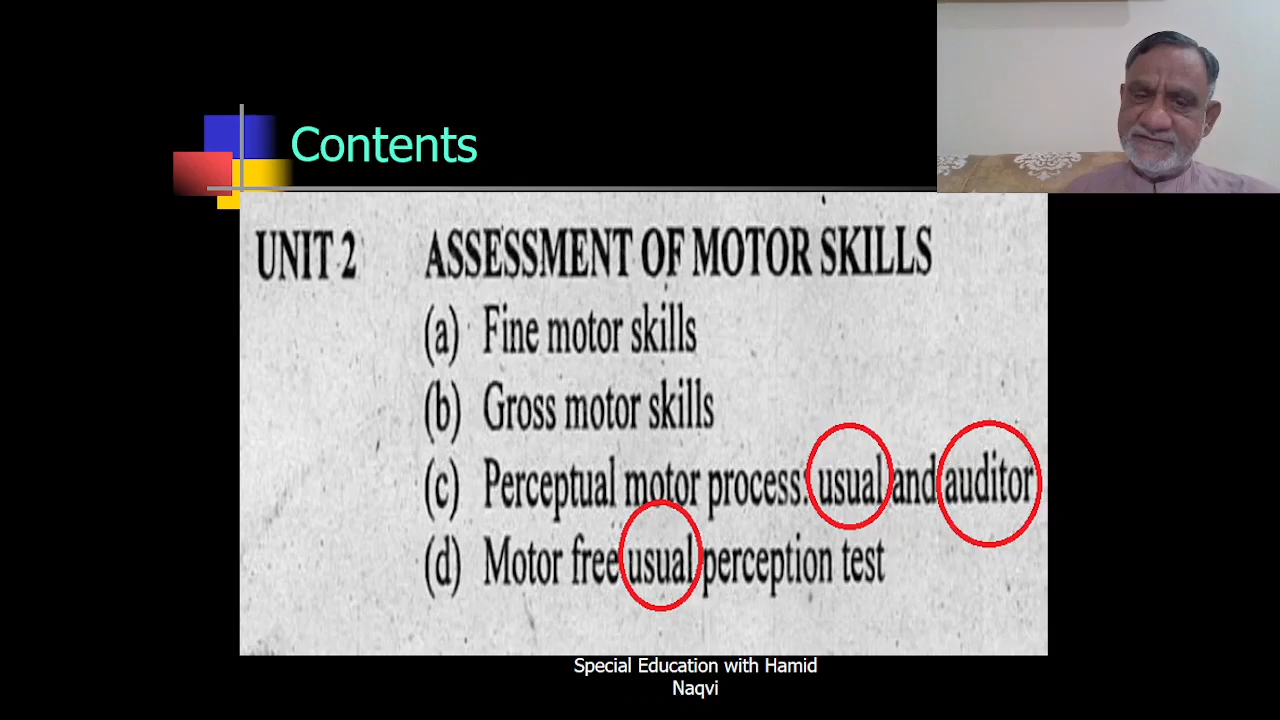 Contents
UNIT 2 ASSESSMENT OF MOTOR SKILLS
(a) Fine motor skills
(b) Gross motor skills
(c) Perceptual motor process: usual and auditor
(d) Motor free usual perception test
Special Education with Hamid
Naqvi